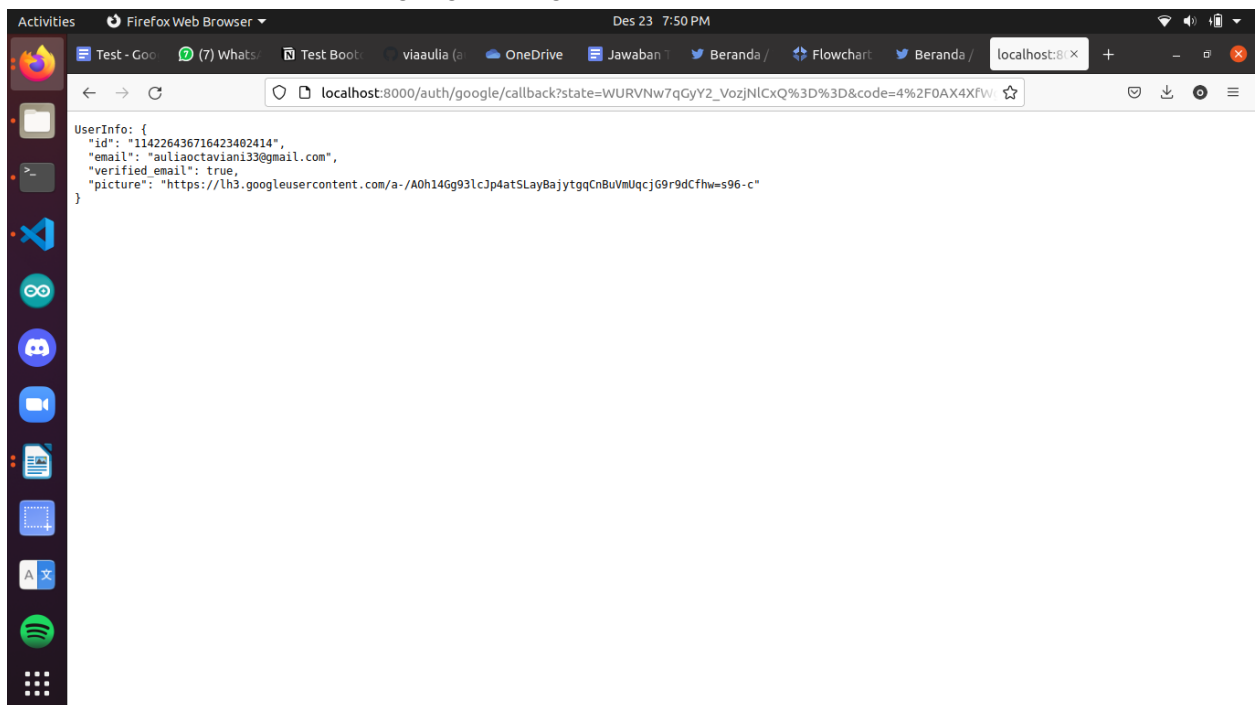 Activities Firefox Web Browser Des 23 7:50 PM
Test - Goo (7) Whats Test Boot viaaulia (a OneDrive Jawaban T Beranda / Flowchart Beranda / localhost:80
localhost:8000/auth/google/callback?state=WURVNw7qGyY2_VozjNlCxQ%3D%3D&code=4%2F0AX4XfW
UserInfo: {
"id": "114226436716423402414",
"email": "auliaoctaviani33@gmail.com",
"verified_email": true,
"picture": "https://lh3.googleusercontent.com/a-/AOh14Gg93lcJp4atSLayBajytgqCnBuVmUqcjG9r9dCfhw=s96-c"
}